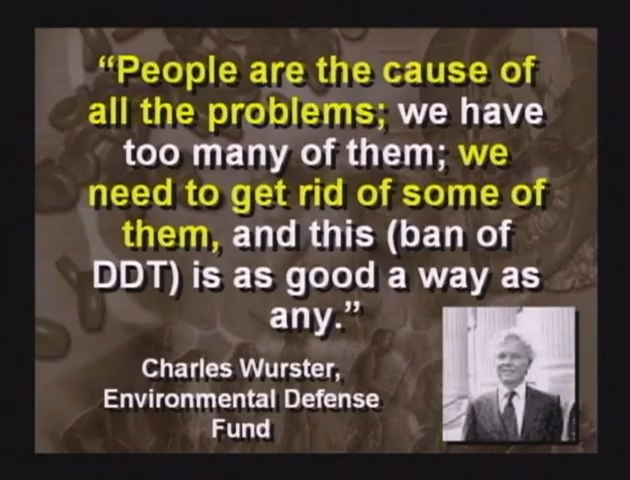 “People are the cause of
all the problems; we have
too many of them; we
need to get rid of some of
them, and this (ban of
DDT) is as good a way as
any.”
Charles Wurster,
Environmental Defense
Fund